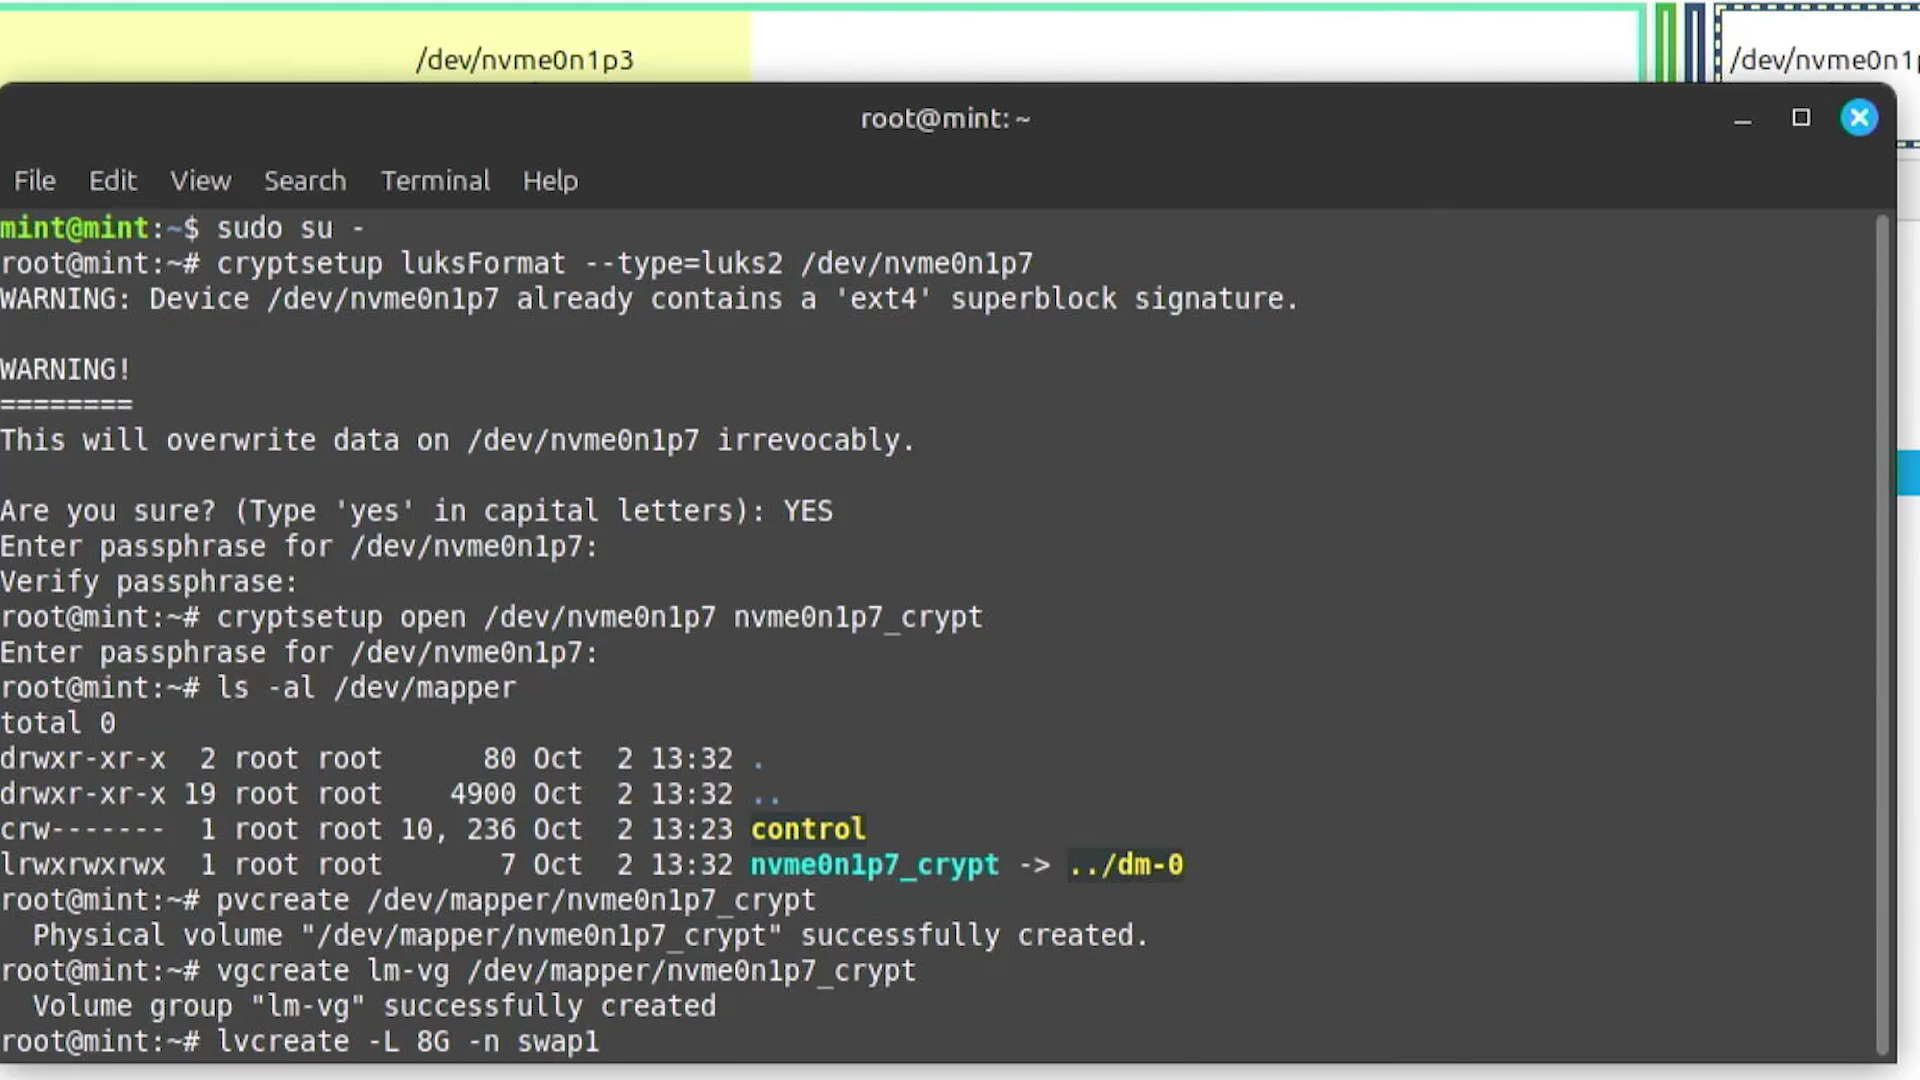 /dev/nvme0n1p3
/dev/nvme0n1p
root@mint: ~
File Edit View Search Terminal Help
mint@mint:~$ sudo su -
root@mint:~# cryptsetup luksFormat --type=luks2 /dev/nvme0n1p7
WARNING: Device /dev/nvme0n1p7 already contains a 'ext4' superblock signature.
WARNING!
========
This will overwrite data on /dev/nvme0n1p7 irrevocably.
Are you sure? (Type 'yes' in capital letters): YES
Enter passphrase for /dev/nvme0n1p7:
Verify passphrase:
root@mint:~# cryptsetup open /dev/nvme0n1p7 nvme0n1p7_crypt
Enter passphrase for /dev/nvme0n1p7:
root@mint:~# ls -al /dev/mapper
total 0
drwxr-xr-x  2 root root      80 Oct  2 13:32 .
drwxr-xr-x 19 root root    4900 Oct  2 13:32 ..
crw-------  1 root root 10, 236 Oct  2 13:23 control
lrwxrwxrwx  1 root root       7 Oct  2 13:32 nvme0n1p7_crypt -> ../dm-0
root@mint:~# pvcreate /dev/mapper/nvme0n1p7_crypt
  Physical volume "/dev/mapper/nvme0n1p7_crypt" successfully created.
root@mint:~# vgcreate lm-vg /dev/mapper/nvme0n1p7_crypt
  Volume group "lm-vg" successfully created
root@mint:~# lvcreate -L 8G -n swap1